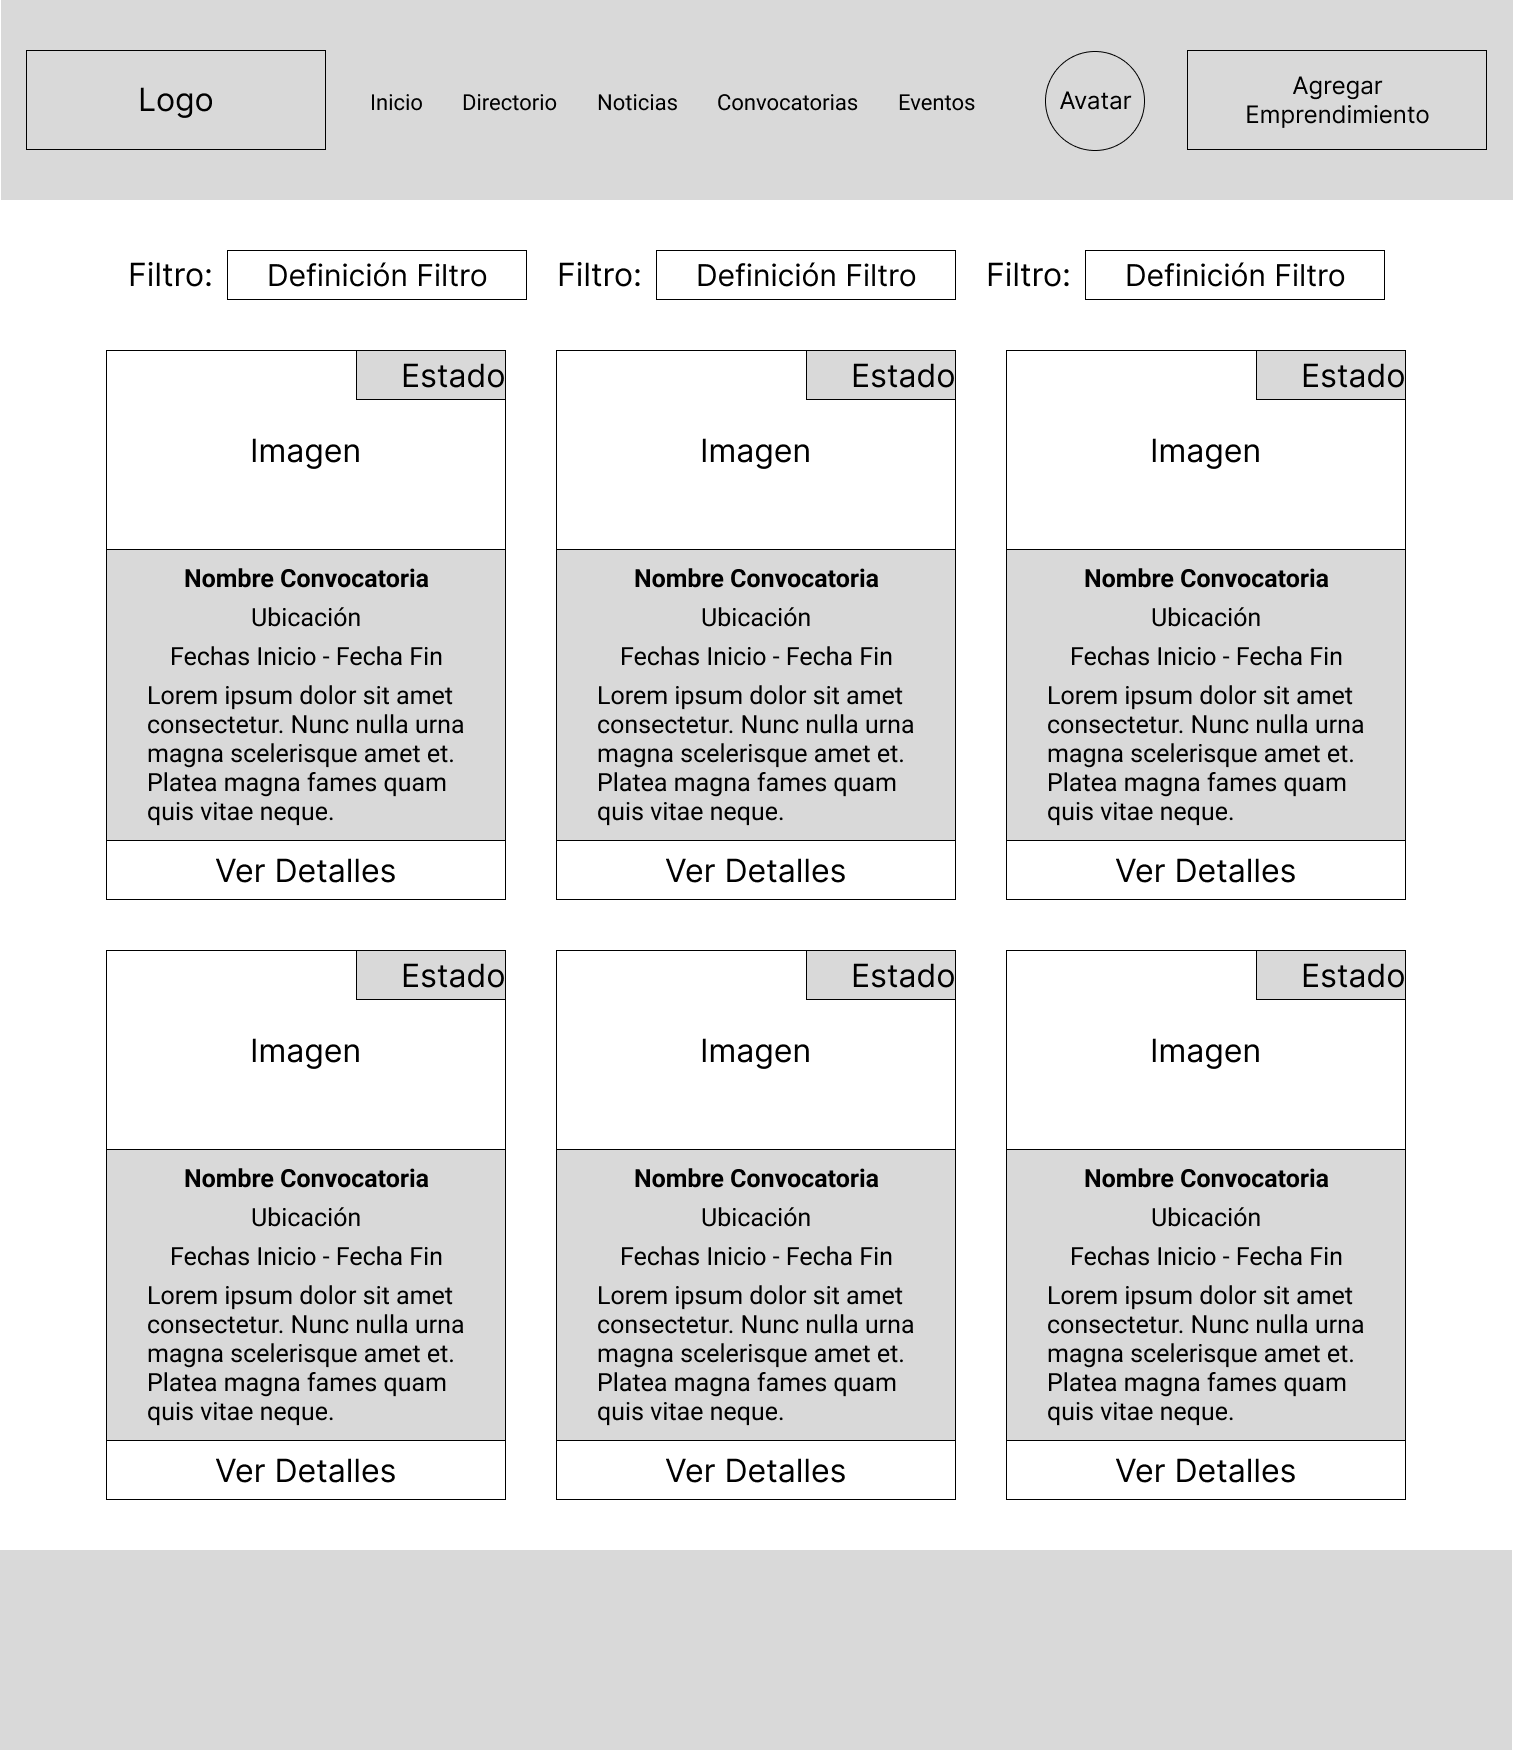 Logo
Inicio Directorio Noticias Convocatorias Eventos
Avatar
Agregar
Emprendimiento
Filtro: Definición Filtro Filtro: Definición Filtro Filtro: Definición Filtro
Estado
Imagen
Nombre Convocatoria
Ubicación
Fechas Inicio - Fecha Fin
Lorem ipsum dolor sit amet
consectetur. Nunc nulla urna
magna scelerisque amet et.
Platea magna fames quam
quis vitae neque.
Ver Detalles
Estado
Imagen
Nombre Convocatoria
Ubicación
Fechas Inicio - Fecha Fin
Lorem ipsum dolor sit amet
consectetur. Nunc nulla urna
magna scelerisque amet et.
Platea magna fames quam
quis vitae neque.
Ver Detalles
Estado
Imagen
Nombre Convocatoria
Ubicación
Fechas Inicio - Fecha Fin
Lorem ipsum dolor sit amet
consectetur. Nunc nulla urna
magna scelerisque amet et.
Platea magna fames quam
quis vitae neque.
Ver Detalles
Estado
Imagen
Nombre Convocatoria
Ubicación
Fechas Inicio - Fecha Fin
Lorem ipsum dolor sit amet
consectetur. Nunc nulla urna
magna scelerisque amet et.
Platea magna fames quam
quis vitae neque.
Ver Detalles
Estado
Imagen
Nombre Convocatoria
Ubicación
Fechas Inicio - Fecha Fin
Lorem ipsum dolor sit amet
consectetur. Nunc nulla urna
magna scelerisque amet et.
Platea magna fames quam
quis vitae neque.
Ver Detalles
Estado
Imagen
Nombre Convocatoria
Ubicación
Fechas Inicio - Fecha Fin
Lorem ipsum dolor sit amet
consectetur. Nunc nulla urna
magna scelerisque amet et.
Platea magna fames quam
quis vitae neque.
Ver Detalles